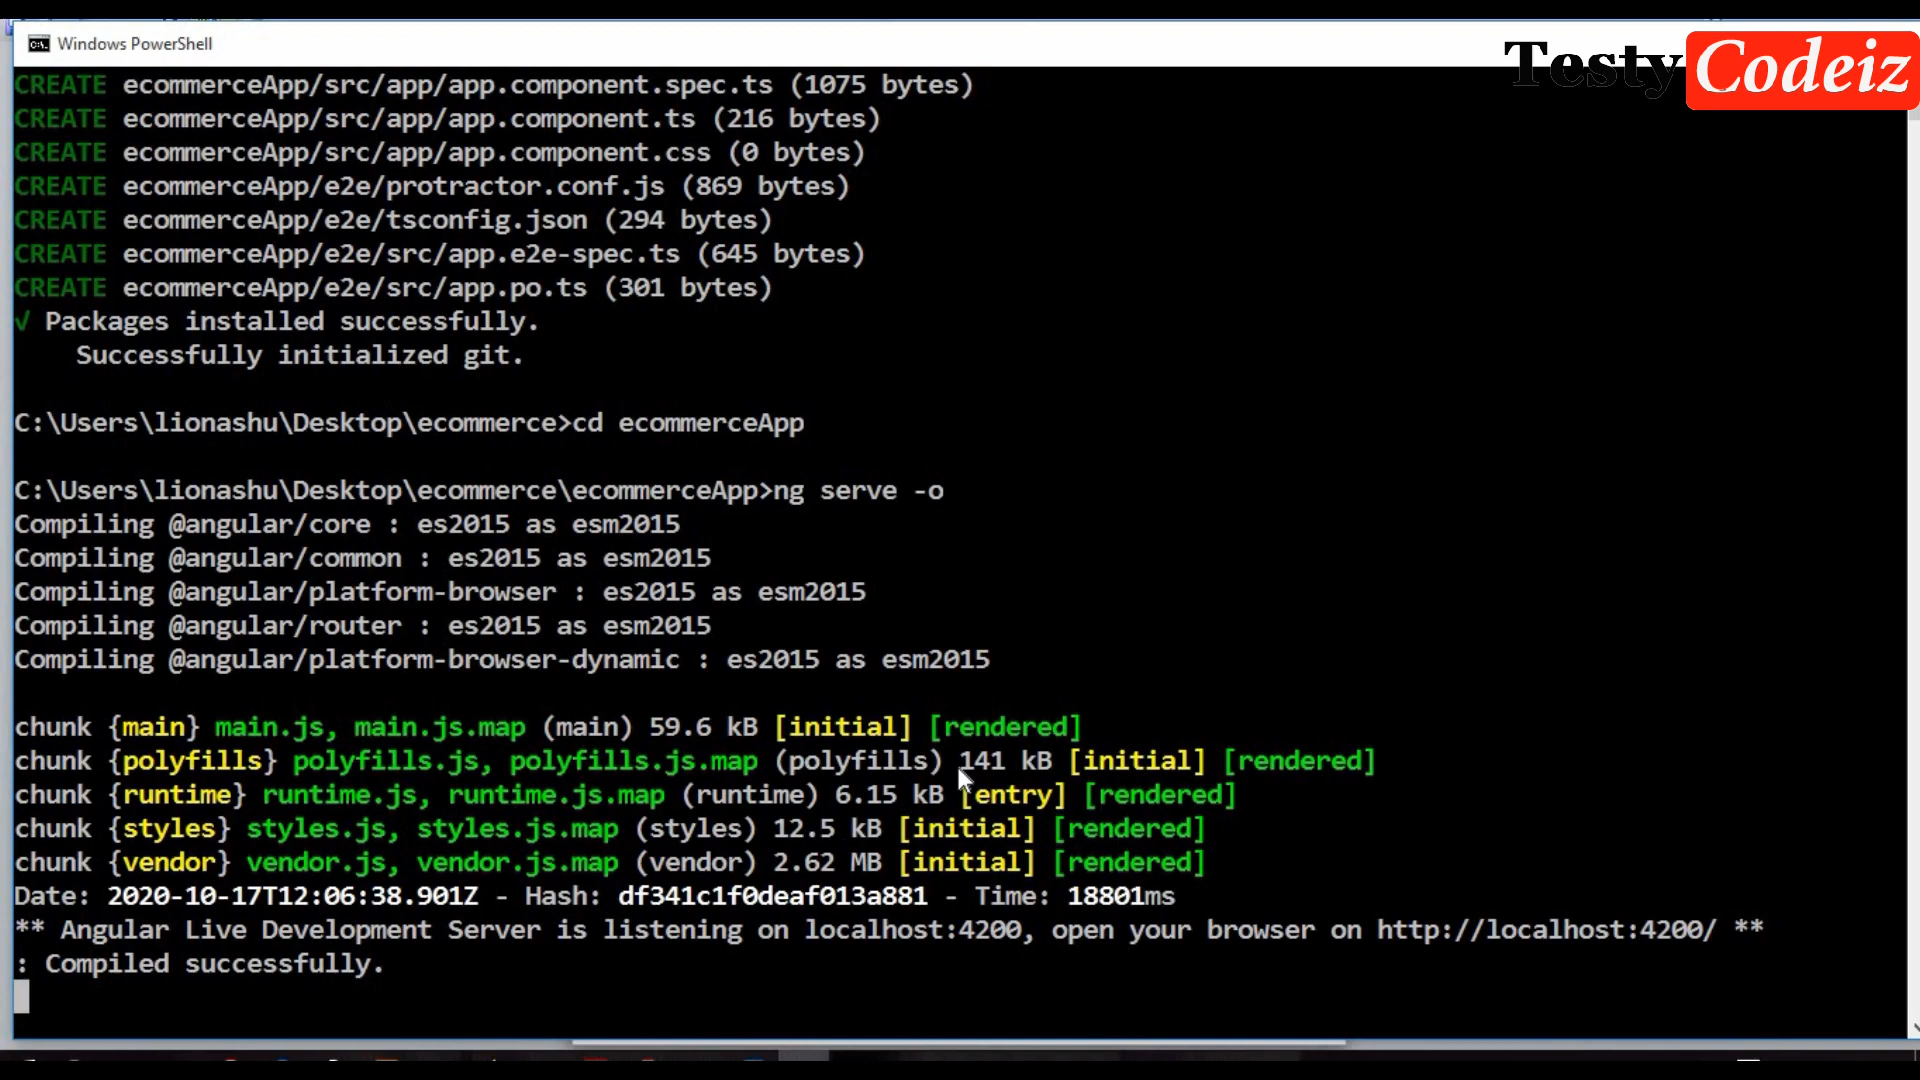 Windows PowerShell
Testy Codeiz
CREATE ecommerceApp/src/app/app.component.spec.ts (1075 bytes)
CREATE ecommerceApp/src/app/app.component.ts (216 bytes)
CREATE ecommerceApp/src/app/app.component.css (0 bytes)
CREATE ecommerceApp/e2e/protractor.conf.js (869 bytes)
CREATE ecommerceApp/e2e/tsconfig.json (294 bytes)
CREATE ecommerceApp/e2e/src/app.e2e-spec.ts (645 bytes)
CREATE ecommerceApp/e2e/src/app.po.ts (301 bytes)
√ Packages installed successfully.
Successfully initialized git.
C:\Users\lionashu\Desktop\ecommerce>cd ecommerceApp
C:\Users\lionashu\Desktop\ecommerce\ecommerceApp>ng serve -o
Compiling @angular/core : es2015 as esm2015
Compiling @angular/common : es2015 as esm2015
Compiling @angular/platform-browser : es2015 as esm2015
Compiling @angular/router : es2015 as esm2015
Compiling @angular/platform-browser-dynamic : es2015 as esm2015
chunk {main} main.js, main.js.map (main) 59.6 kB [initial] [rendered]
chunk {polyfills} polyfills.js, polyfills.js.map (polyfills) 141 kB [initial] [rendered]
chunk {runtime} runtime.js, runtime.js.map (runtime) 6.15 kB [entry] [rendered]
chunk {styles} styles.js, styles.js.map (styles) 12.5 kB [initial] [rendered]
chunk {vendor} vendor.js, vendor.js.map (vendor) 2.62 MB [initial] [rendered]
Date: 2020-10-17T12:06:38.901Z - Hash: df341c1f0deaf013a881 - Time: 18801ms
** Angular Live Development Server is listening on localhost:4200, open your browser on http://localhost:4200/ **
: Compiled successfully.